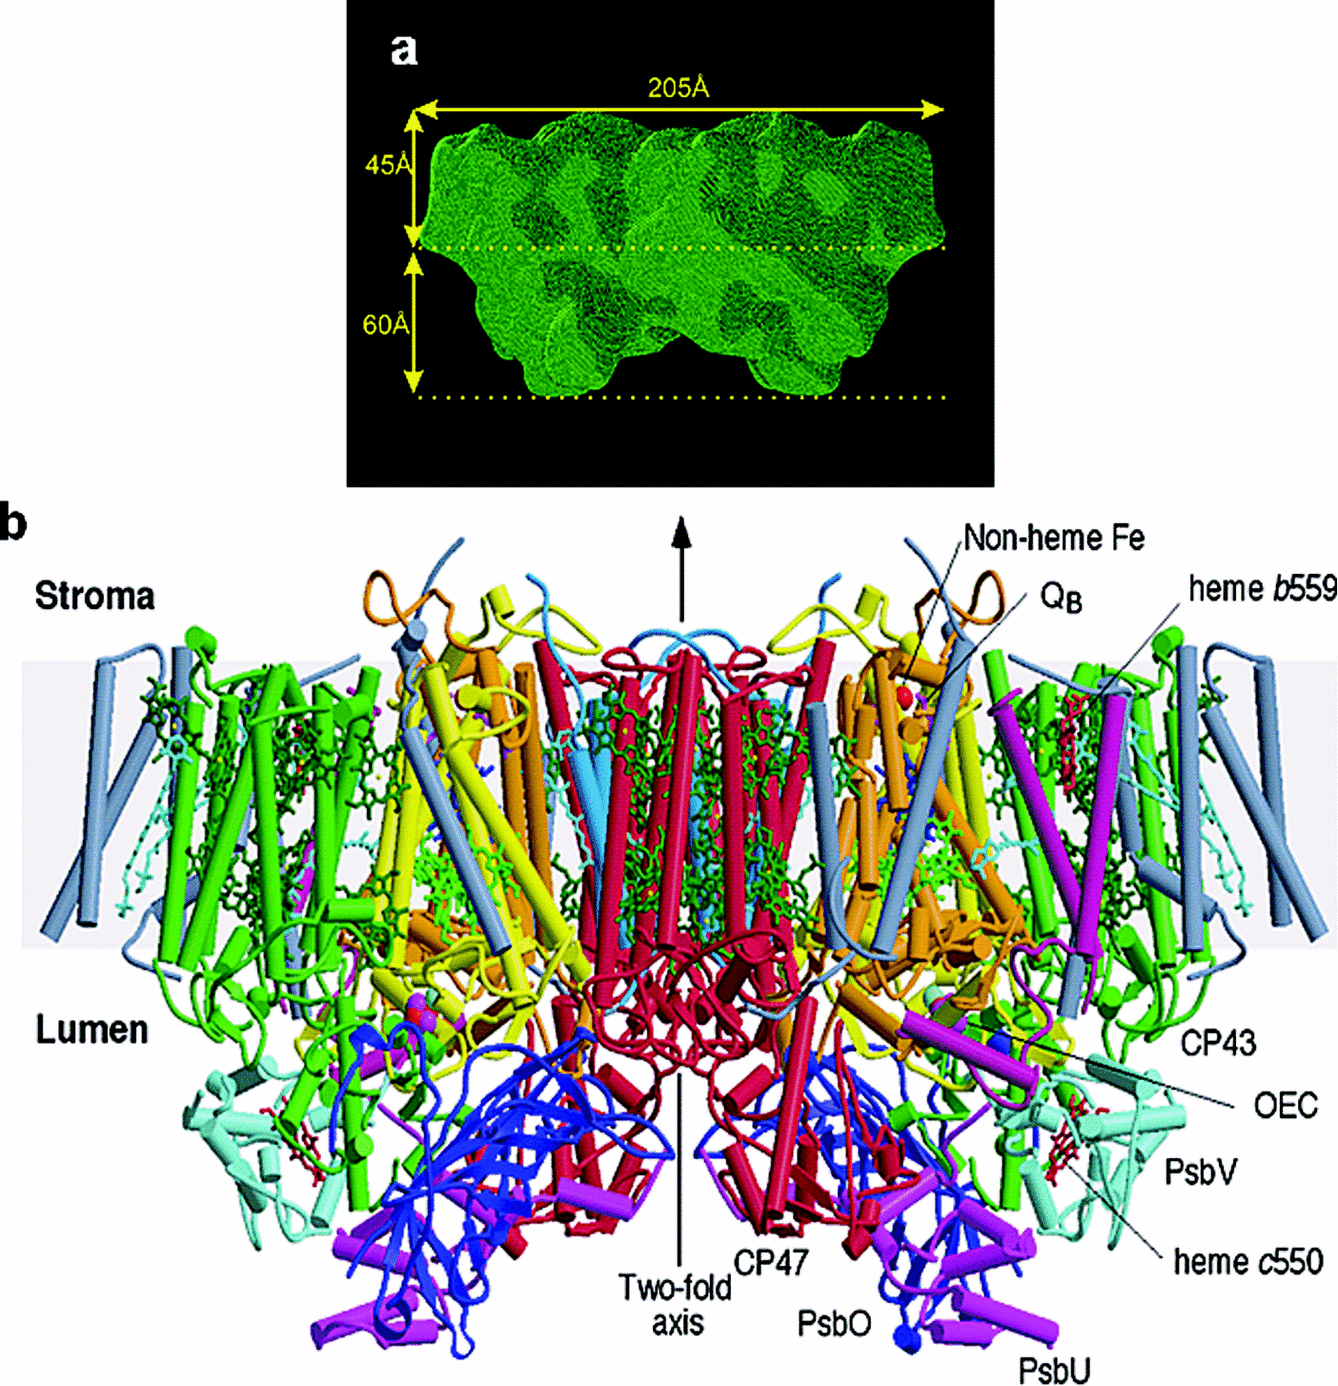 a
205Å
45Å
60Å
b
Non-heme Fe
Stroma
QB
heme b559
Lumen
CP43
OEC
PsbV
CP47
heme c550
Two-fold
axis
PsbO
PsbU